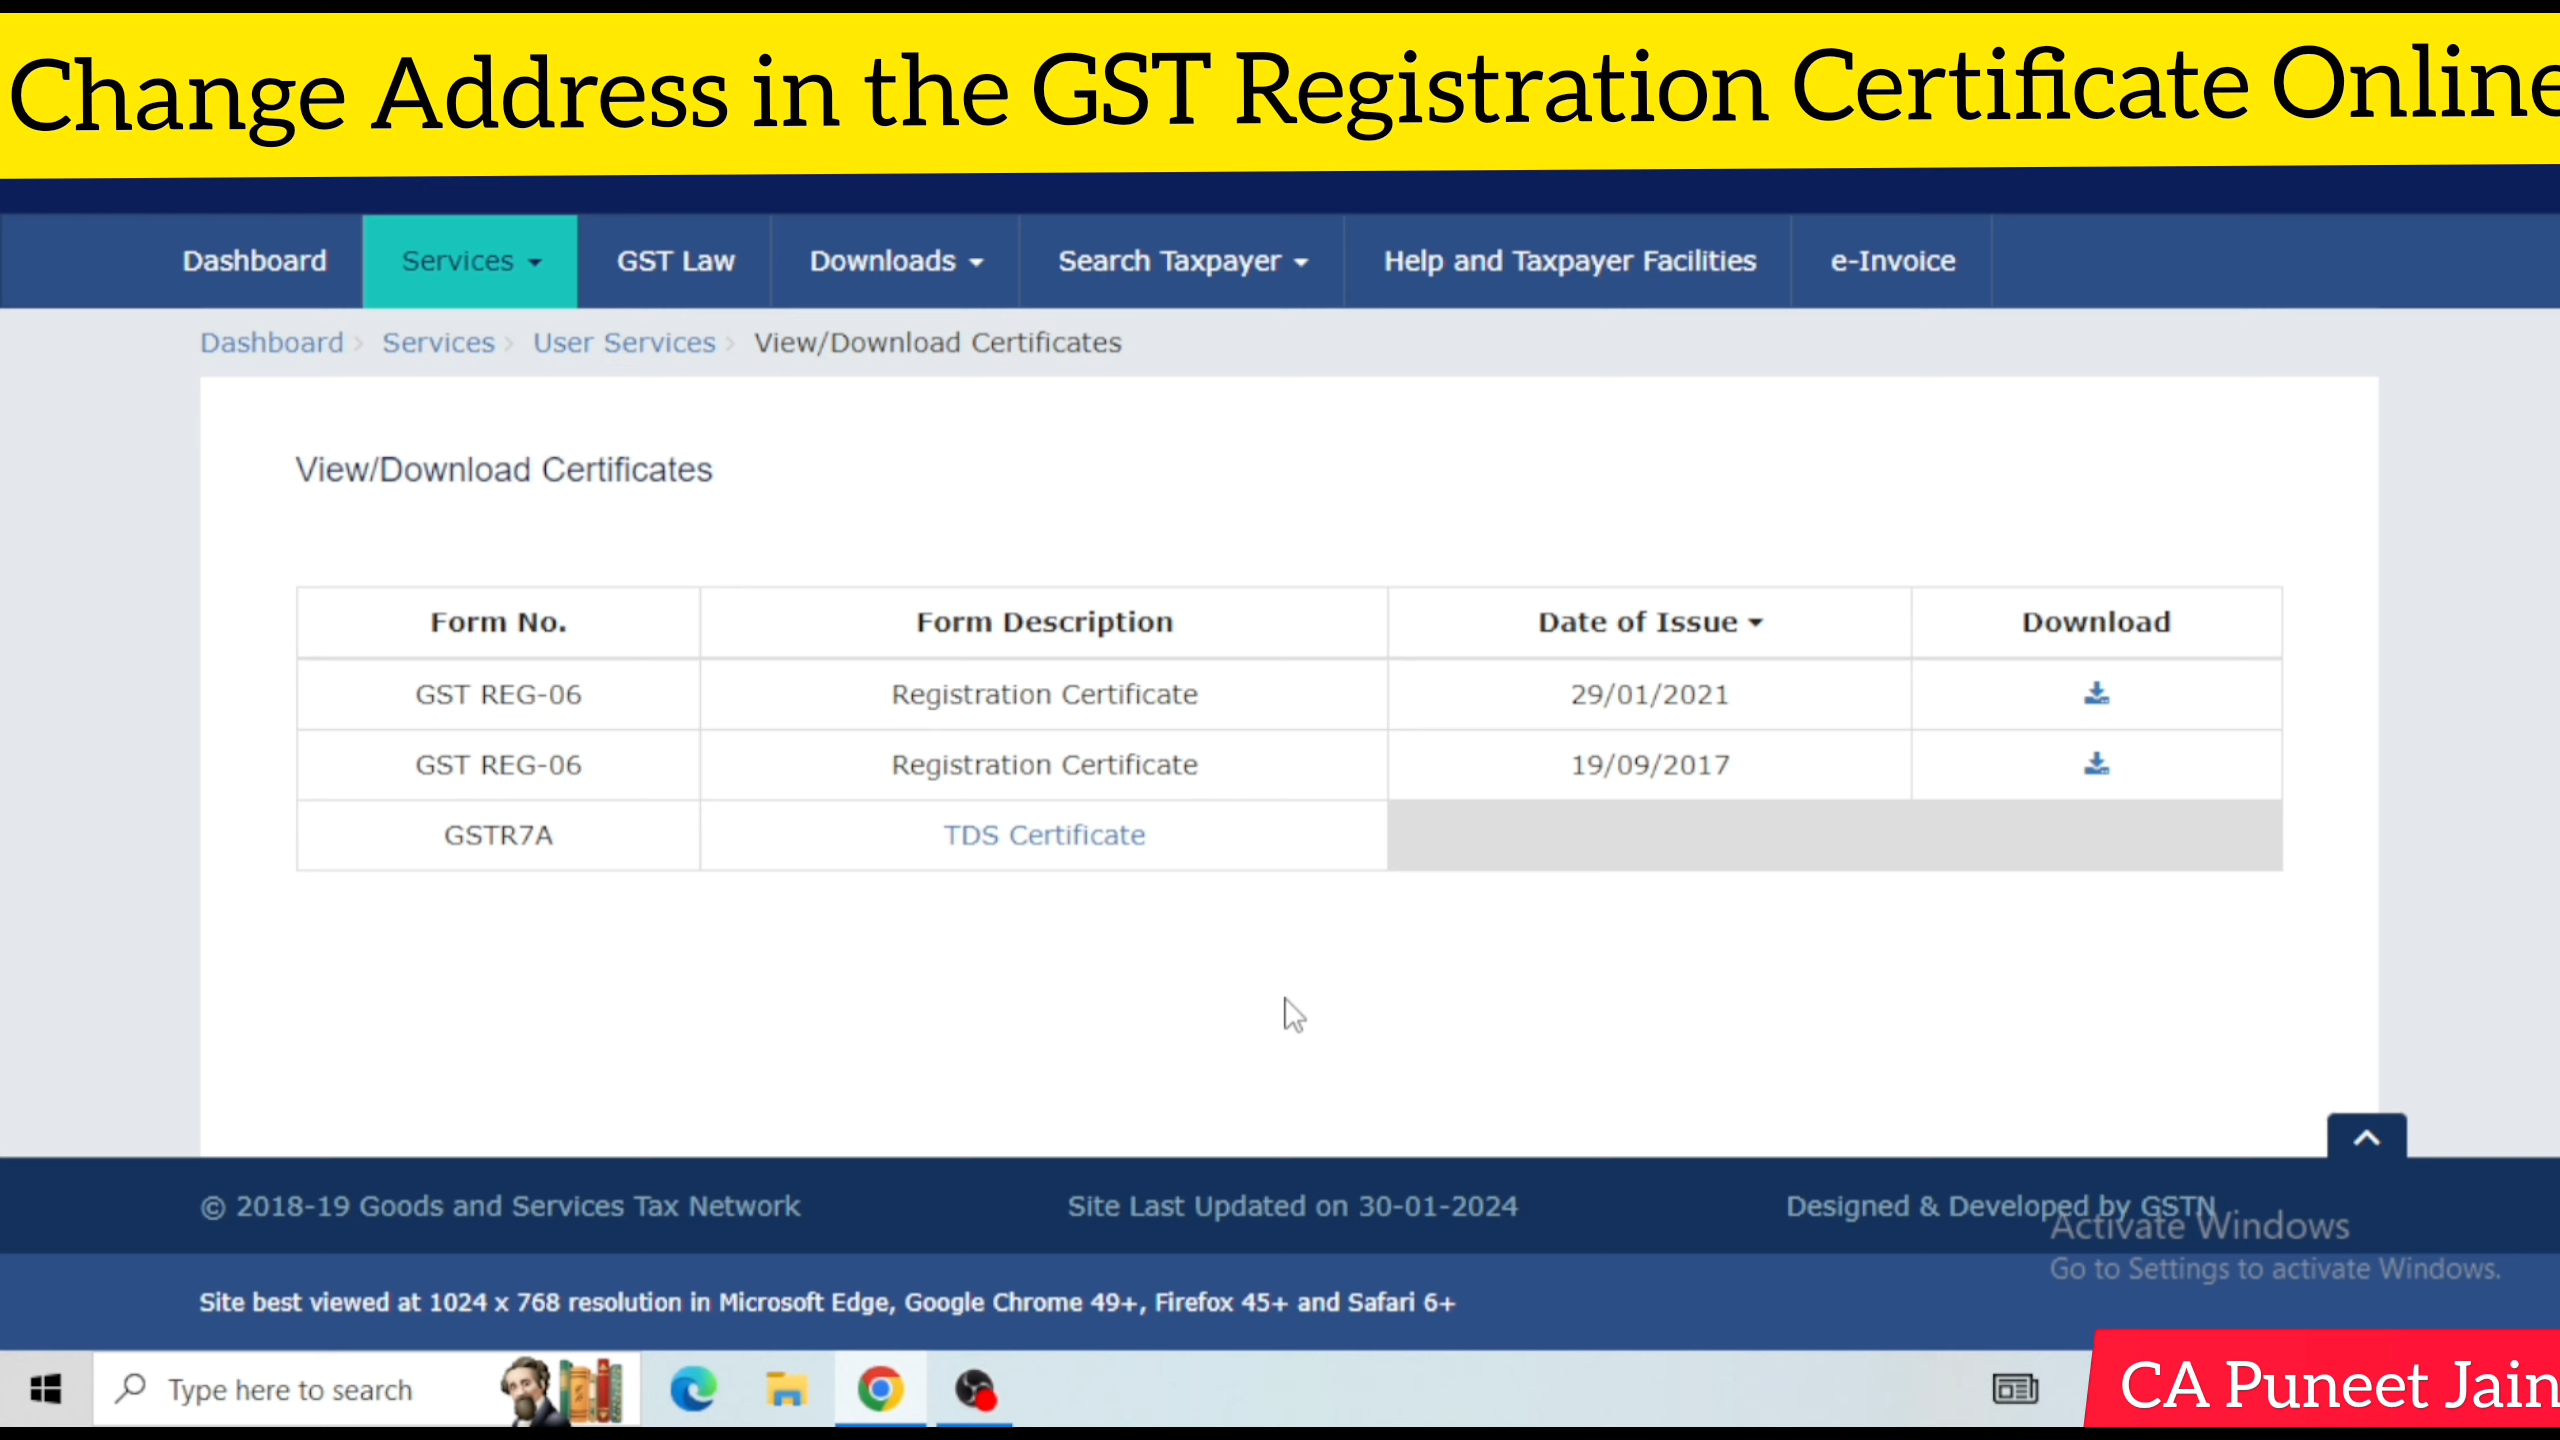 Change Address in the GST Registration Certificate Online
Dashboard Services GST Law Downloads Search Taxpayer Help and Taxpayer Facilities e-Invoice
Dashboard › Services › User Services › View/Download Certificates
View/Download Certificates
Form No. Form Description Date of Issue Download
GST REG-06 Registration Certificate 29/01/2021
GST REG-06 Registration Certificate 19/09/2017
GSTR7A TDS Certificate
© 2018-19 Goods and Services Tax Network Site Last Updated on 30-01-2024 Designed & Developed by GSTN
Activate Windows
Go to Settings to activate Windows.
Site best viewed at 1024 x 768 resolution in Microsoft Edge, Google Chrome 49+, Firefox 45+ and Safari 6+
Type here to search
CA Puneet Jain